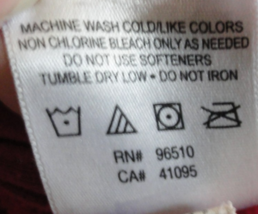 MACHINE WASH COLD/LIKE COLORS
NON CHLORINE BLEACH ONLY AS NEEDED
DO NOT USE SOFTENERS
TUMBLE DRY LOW • DO NOT IRON
RN# 96510
CA# 41095